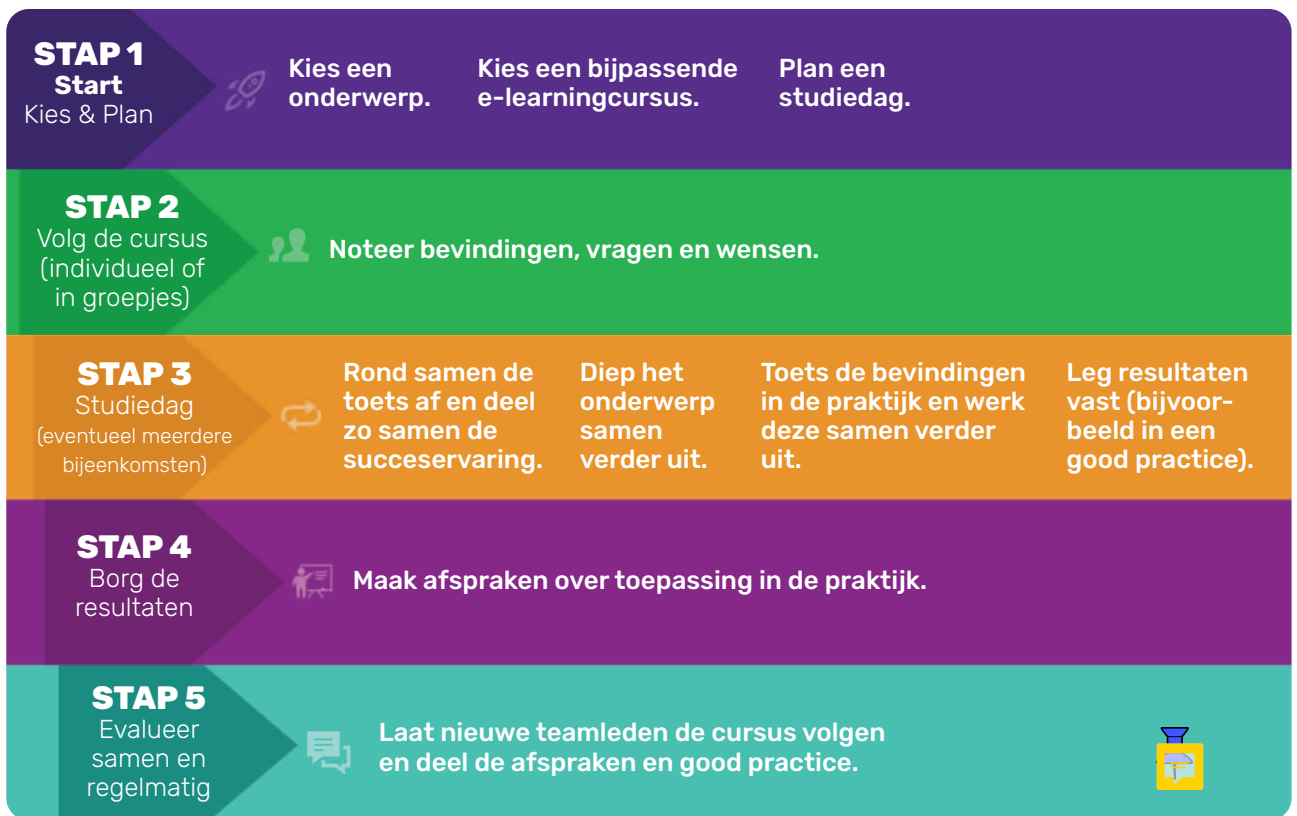 STAP 1
Start
Kies & Plan
Kies een
onderwerp.
Kies een bijpassende
e-learningcursus.
Plan een
studiedag.
STAP 2
Volg de cursus
(individueel of
in groepjes)
Noteer bevindingen, vragen en wensen.
STAP 3
Studiedag
(eventueel meerdere
bijeenkomsten)
Rond samen de
toets af en deel
zo samen de
succeservaring.
Diep het
onderwerp
samen
verder uit.
Toets de bevindingen
in de praktijk en werk
deze samen verder
uit.
Leg resultaten
vast (bijvoor-
beeld in een
good practice).
STAP 4
Borg de
resultaten
Maak afspraken over toepassing in de praktijk.
STAP 5
Evalueer
samen en
regelmatig
Laat nieuwe teamleden de cursus volgen
en deel de afspraken en good practice.